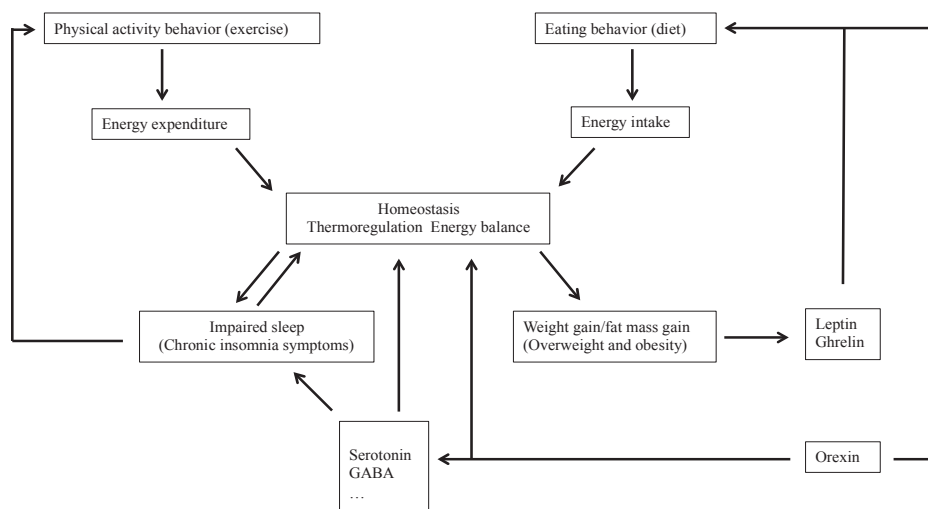 Physical activity behavior (exercise)
Eating behavior (diet)
Energy expenditure
Energy intake
Homeostasis
Thermoregulation Energy balance
Impaired sleep
(Chronic insomnia symptoms)
Weight gain/fat mass gain
(Overweight and obesity)
Leptin
Ghrelin
Serotonin
GABA
…
Orexin